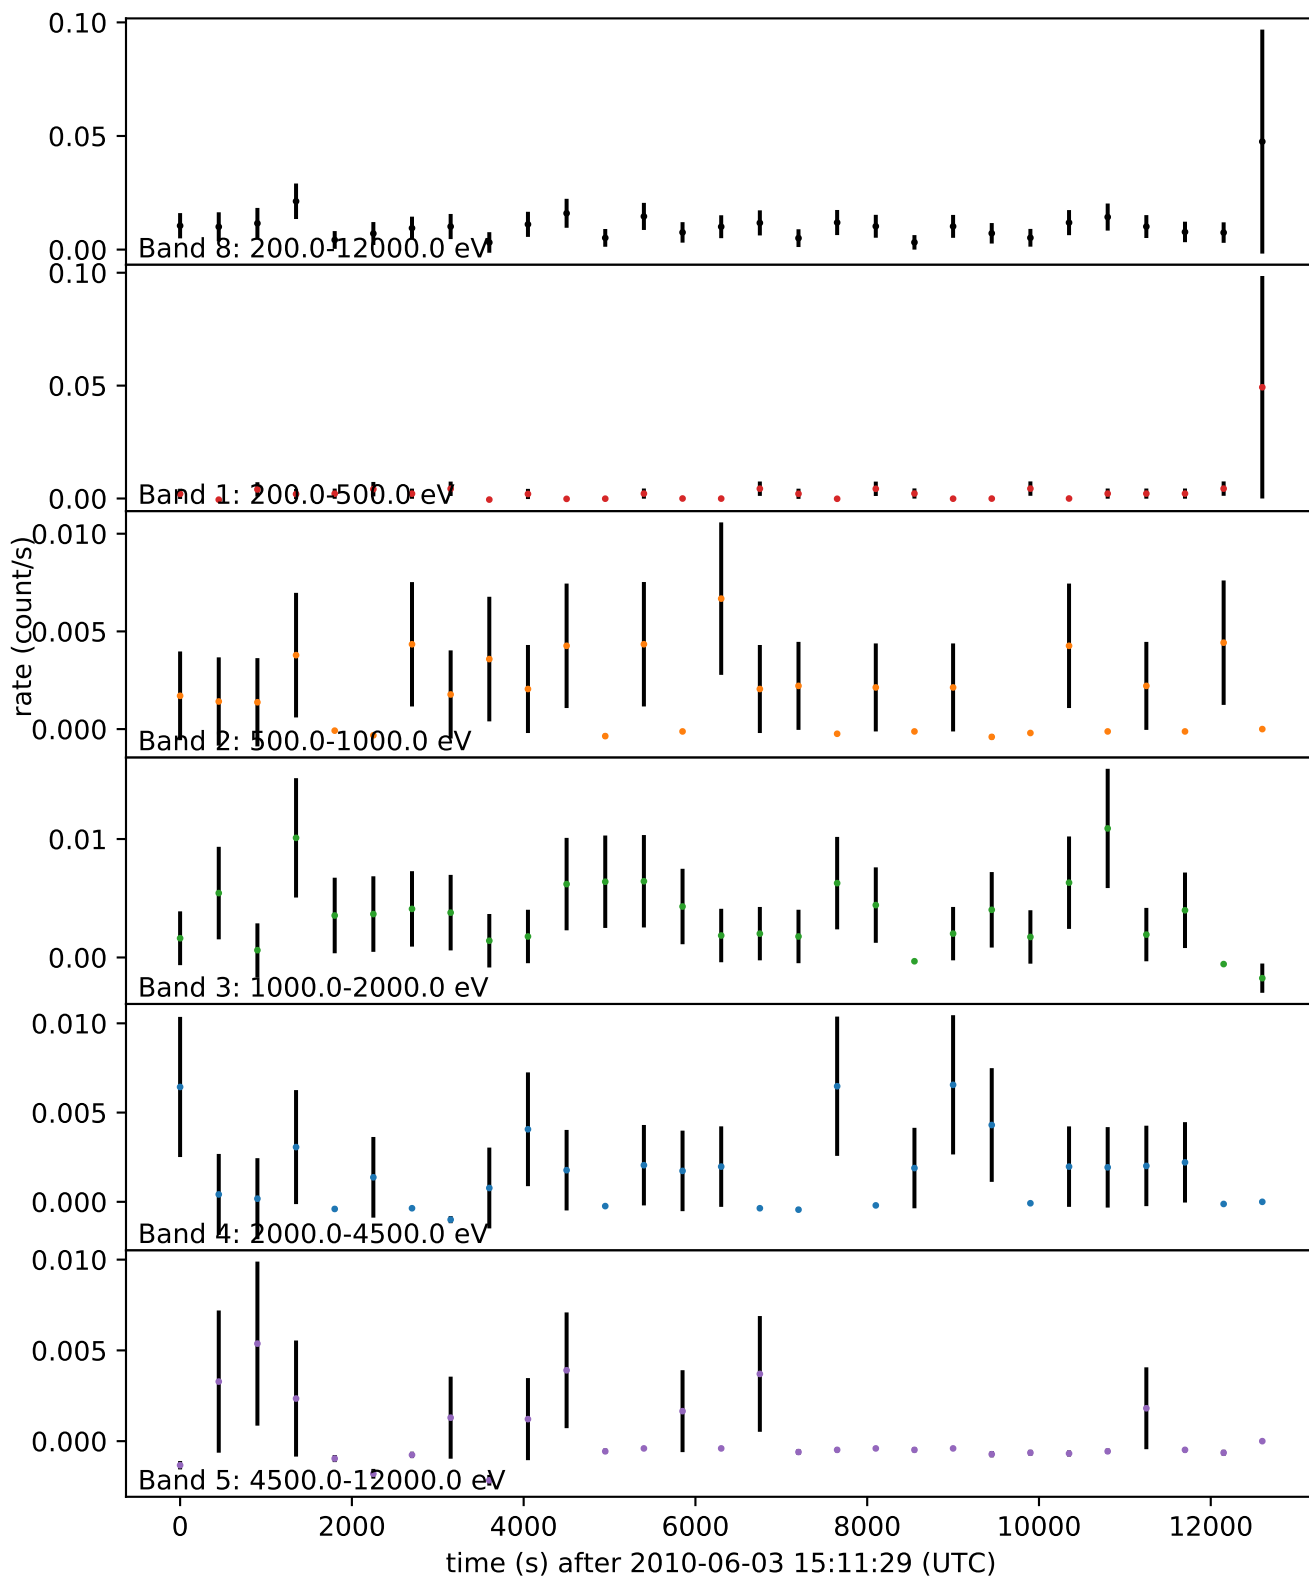 0.10
0.05
0.00
Band 8: 200.0-12000.0 eV
0.10
0.05
0.00
Band 1: 200.0-500.0 eV
rate (count/s)
0.010
0.005
0.000
Band 2: 500.0-1000.0 eV
0.01
0.00
Band 3: 1000.0-2000.0 eV
0.010
0.005
0.000
Band 4: 2000.0-4500.0 eV
0.010
0.005
0.000
Band 5: 4500.0-12000.0 eV
0 2000 4000 6000 8000 10000 12000
time (s) after 2010-06-03 15:11:29 (UTC)